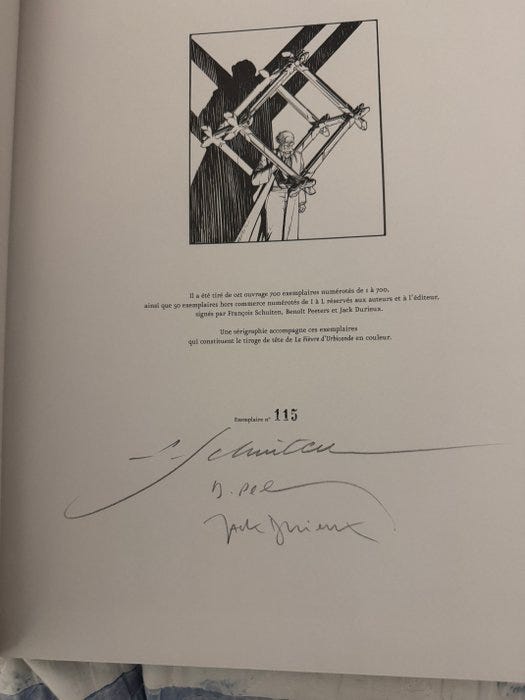 Il a été tiré de cet ouvrage 700 exemplaires numérotés de 1 à 700,
ainsi que 50 exemplaires hors commerce numérotés de I à L réservés aux auteurs et à l'éditeur,
signés par François Schuiten, Benoît Peeters et Jack Durieux.
Une sérigraphie accompagne ces exemplaires
qui constituent le tirage de tête de La Fièvre d'Urbicande en couleur.
Exemplaire n° 115
Schuiten
Jack Durieux